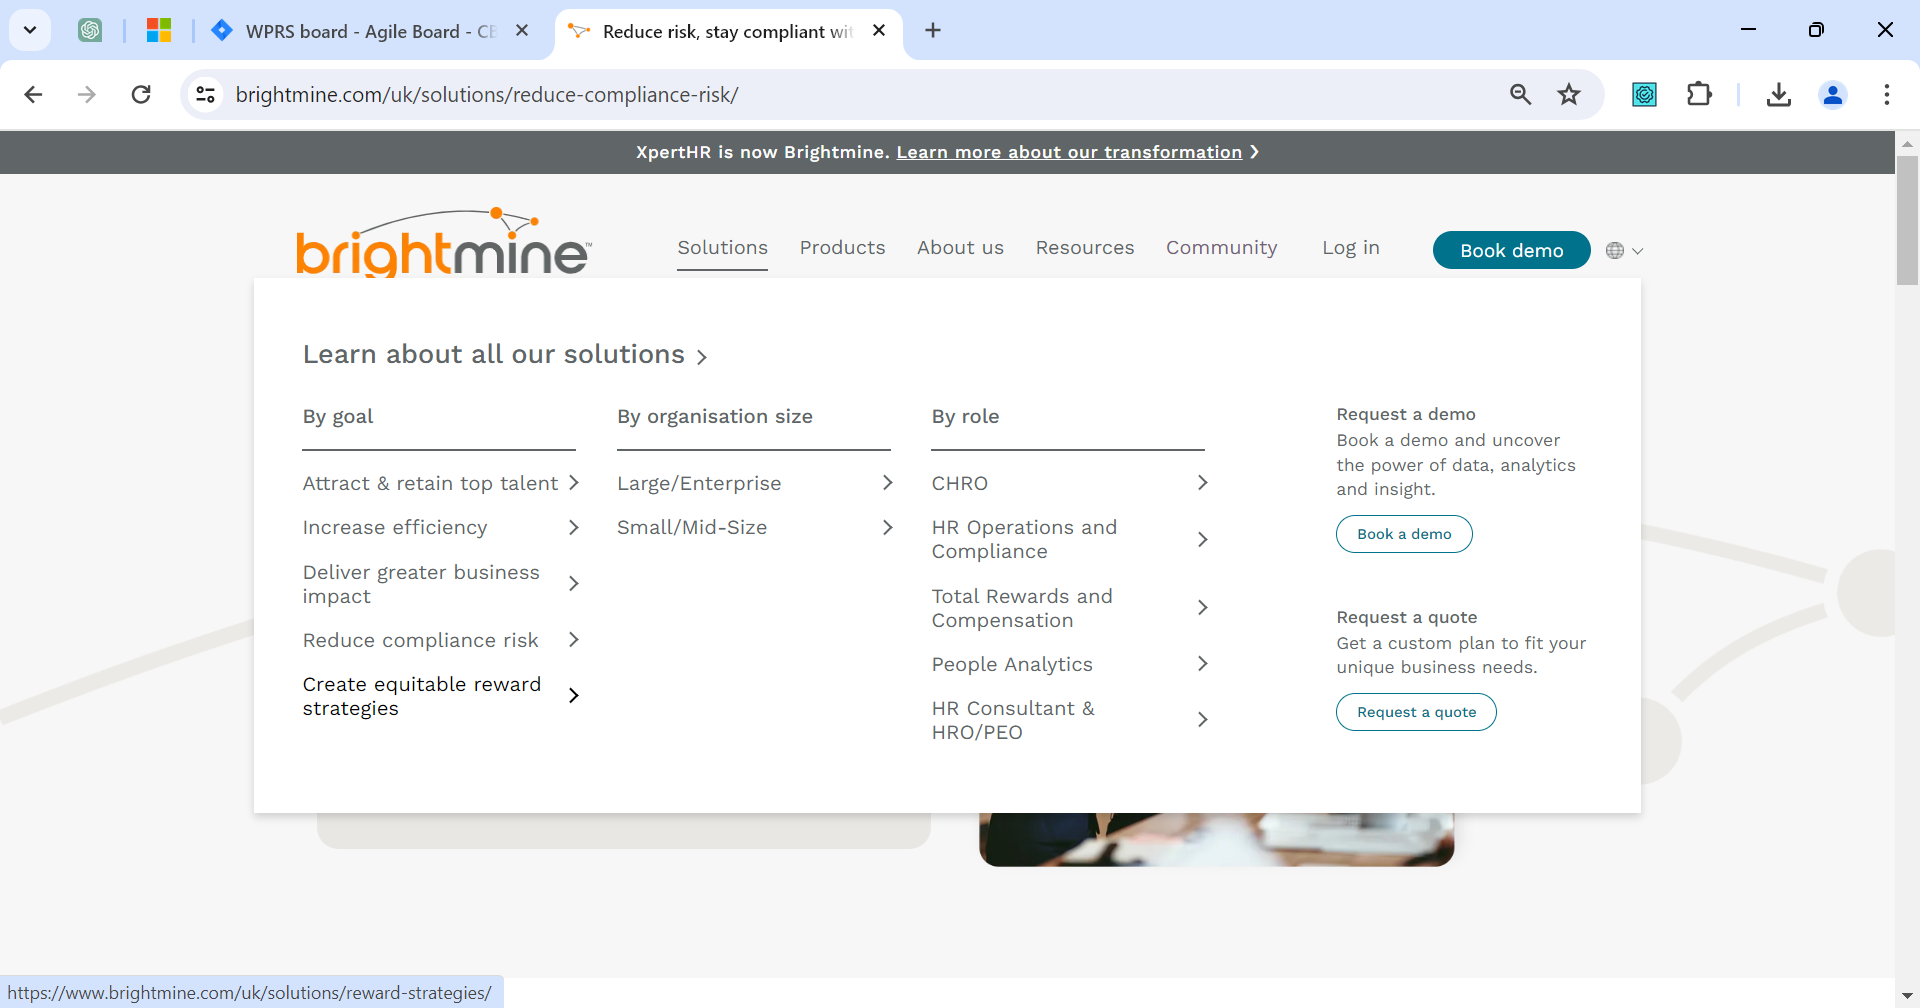 WPRS board - Agile Board - CE
Reduce risk, stay compliant wit
brightmine.com/uk/solutions/reduce-compliance-risk/
XpertHR is now Brightmine. Learn more about our transformation
brightmine™
Solutions Products About us Resources Community Log in Book demo
Learn about all our solutions
By goal
Attract & retain top talent
Increase efficiency
Deliver greater business
impact
Reduce compliance risk
Create equitable reward
strategies
By organisation size
Large/Enterprise
Small/Mid-Size
By role
CHRO
HR Operations and
Compliance
Total Rewards and
Compensation
People Analytics
HR Consultant &
HRO/PEO
Request a demo
Book a demo and uncover
the power of data, analytics
and insight.
Book a demo
Request a quote
Get a custom plan to fit your
unique business needs.
Request a quote
https://www.brightmine.com/uk/solutions/reward-strategies/